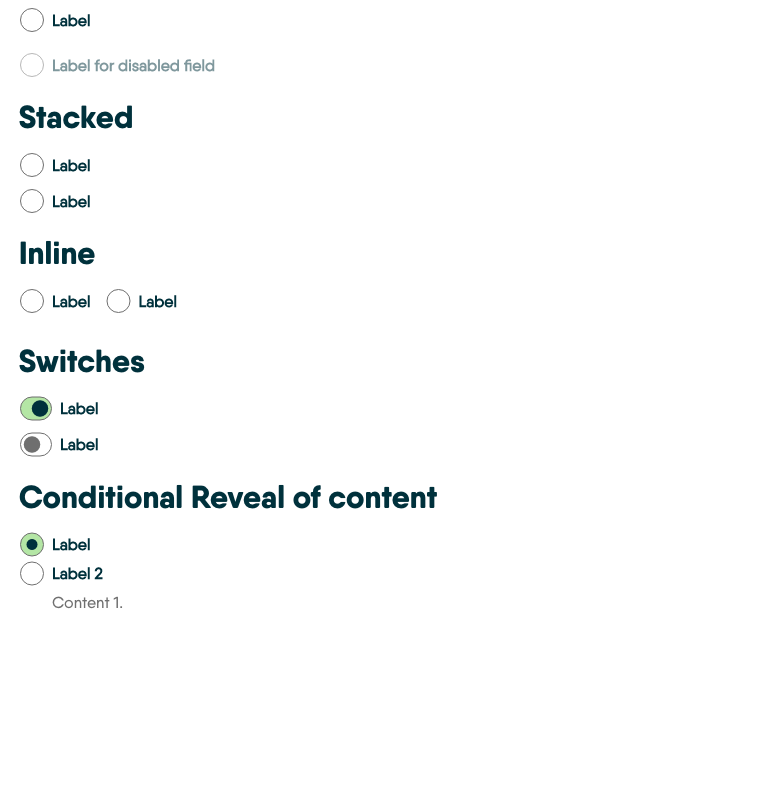 Label
Label for disabled field
Stacked
Label
Label
Inline
Label Label
Switches
Label
Label
Conditional Reveal of content
Label
Label 2
Content 1.